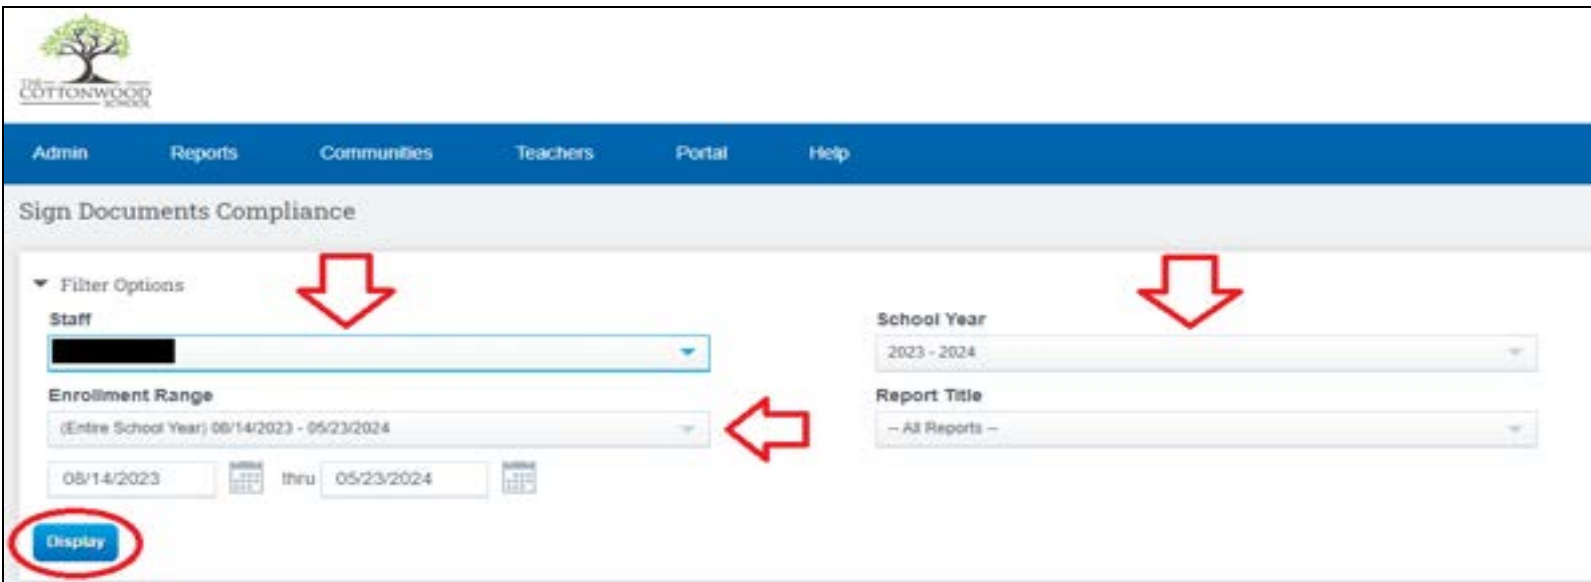 THE
COTTONWOOD
SCHOOL
Admin Reports Communities Teachers Portal Help
Sign Documents Compliance
Filter Options
Staff School Year
2023 - 2024
Enrollment Range Report Title
(Entire School Year) 08/14/2023 - 05/23/2024 -- All Reports --
08/14/2023 thru 05/23/2024
Display